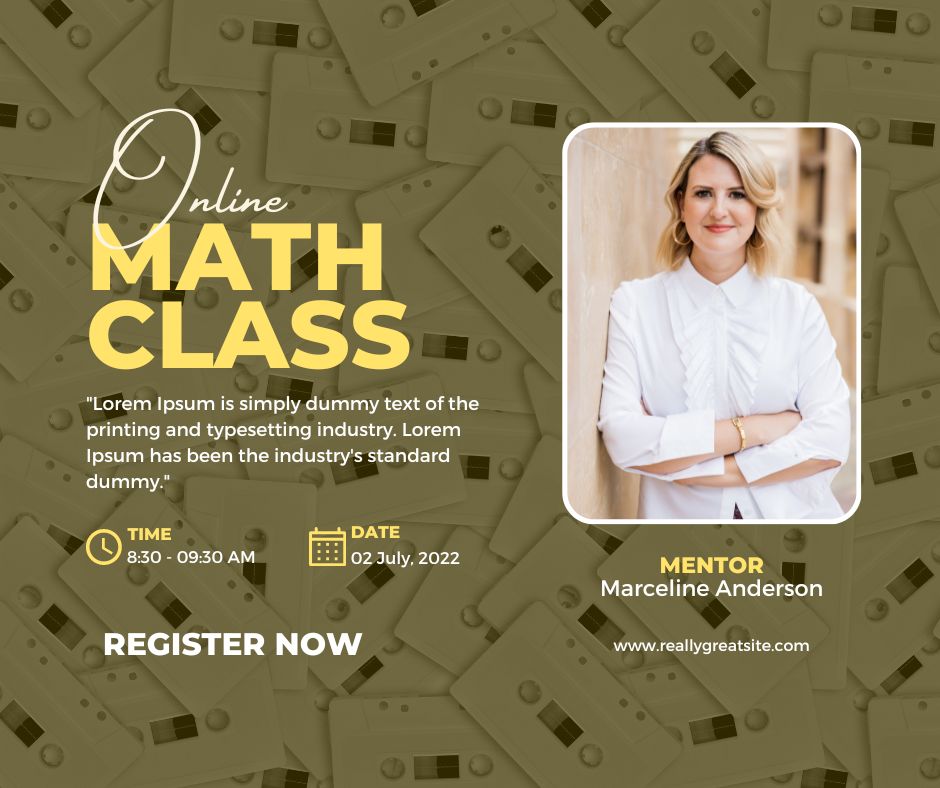 Online
MATH
CLASS
"Lorem Ipsum is simply dummy text of the
printing and typesetting industry. Lorem
Ipsum has been the industry's standard
dummy."
TIME
8:30 - 09:30 AM
DATE
02 July, 2022
REGISTER NOW
MENTOR
Marceline Anderson
www.reallygreatsite.com